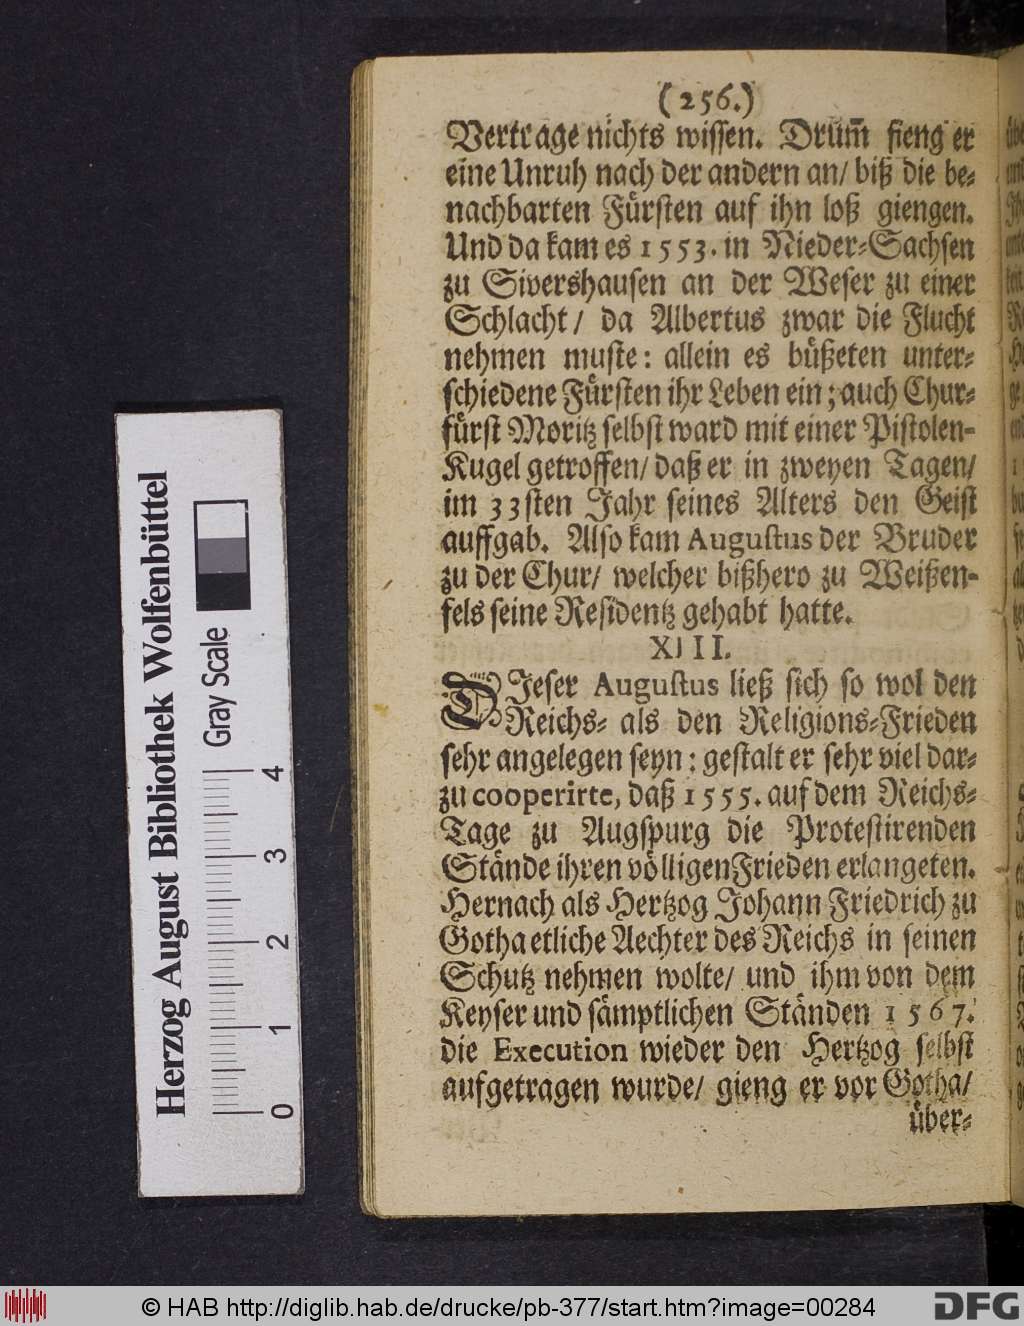 (256.)
Vertrage nichts wissen. Drum̄ fieng er
eine Unruh nach der andern an/ biß die be-
nachbarten Fürsten auf ihn loß giengen.
Und da kam es 1553. in Nieder-Sachsen
zu Sivershausen an der Weser zu einer
Schlacht/ da Albertus zwar die Flucht
nehmen muste: allein es büßeten unter-
schiedene Fürsten ihr Leben ein; auch Chur-
fürst Moritz selbst ward mit einer Pistolen-
Kugel getroffen/ daß er in zweyen Tagen/
im 33sten Jahr seines Alters den Geist
auffgab. Also kam Augustus der Bruder
zu der Chur/ welcher bißhero zu Weißen-
fels seine Residentz gehabt hatte.
XIII.
DIeser Augustus ließ sich so wol den
Reichs- als den Religions-Frieden
sehr angelegen seyn: gestalt er sehr viel dar-
zu cooperirte, daß 1555. auf dem Reichs-
Tage zu Augspurg die Protestirenden
Stände ihren völligen Frieden erlangeten.
Hernach als Hertzog Johann Friedrich zu
Gotha etliche Aechter des Reichs in seinen
Schutz nehmen wolte/ und ihm von dem
Keyser und sämptlichen Ständen 1567.
die Execution wieder den Hertzog selbst
aufgetragen wurde/ gieng er vor Gotha/
über-
Herzog August Bibliothek Wolfenbüttel
Gray Scale
0 1 2 3 4
© HAB http://diglib.hab.de/drucke/pb-377/start.htm?image=00284
DFG